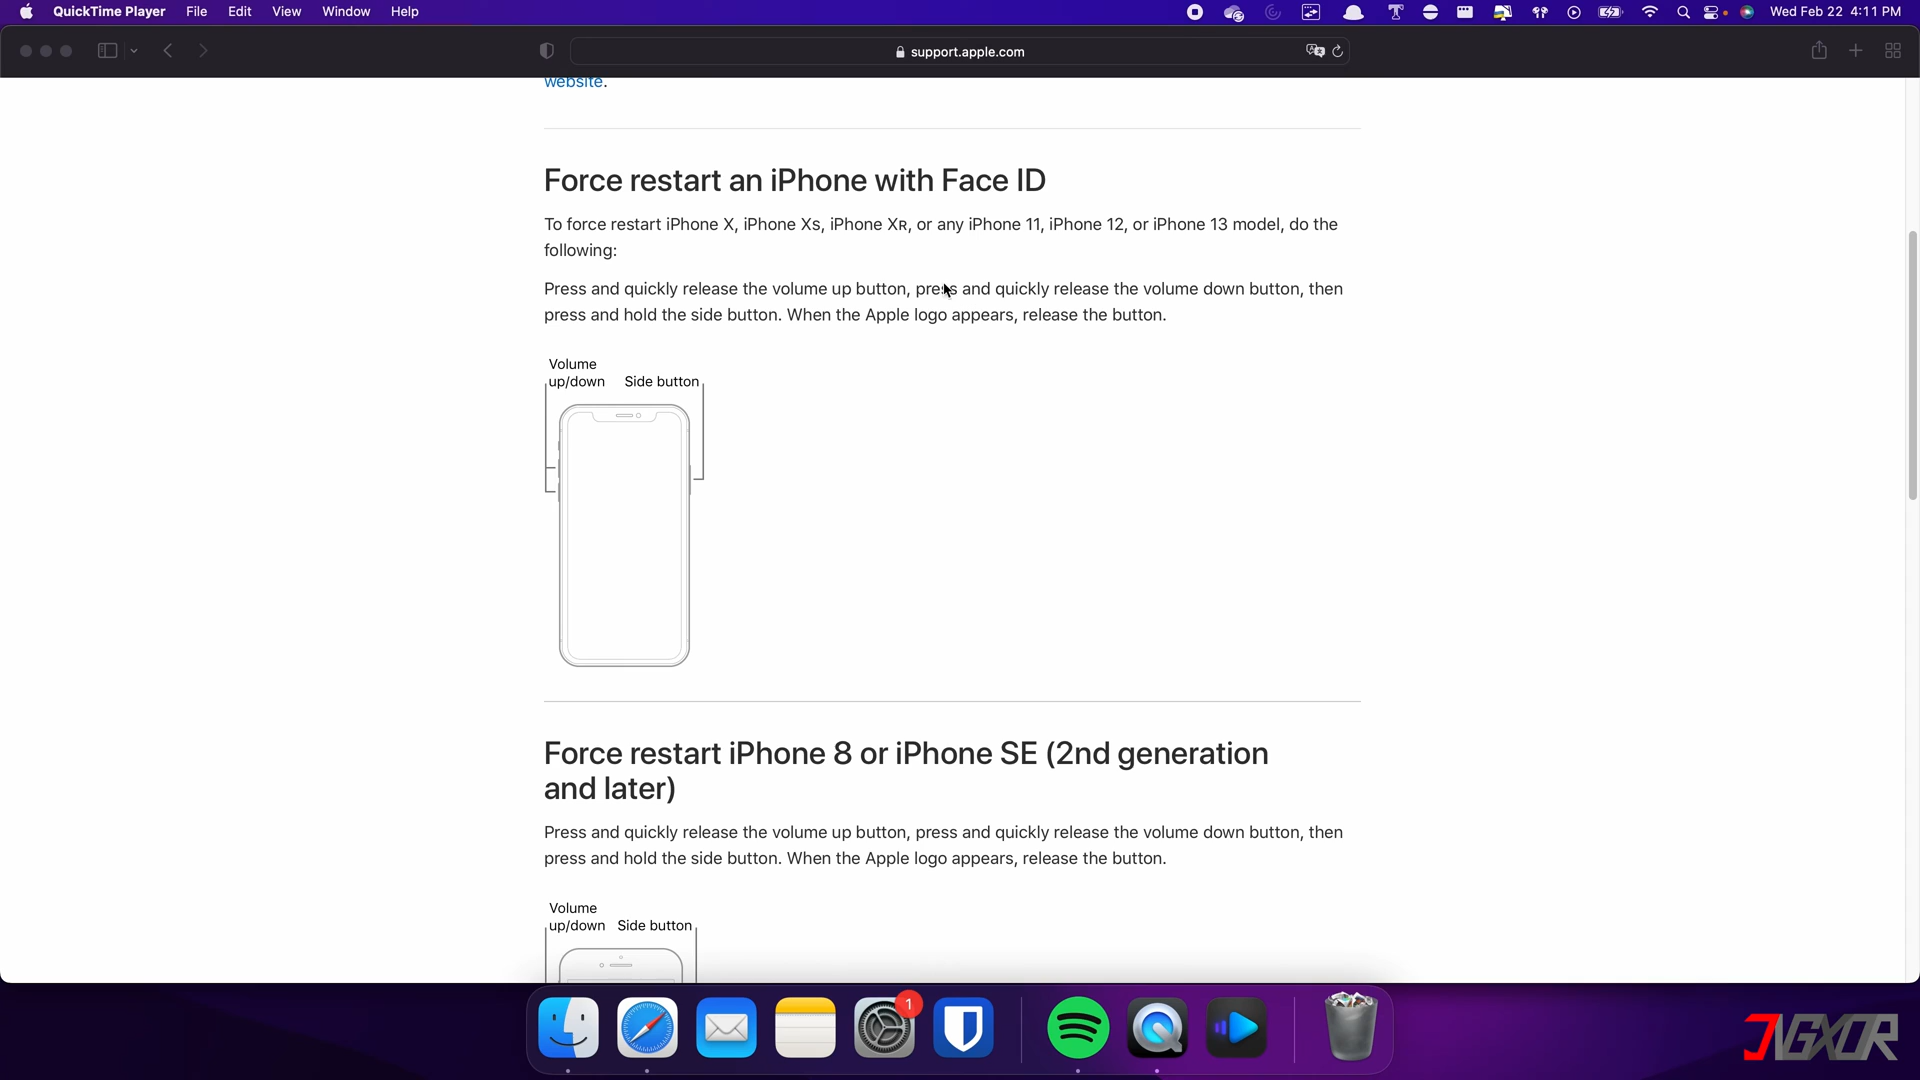 QuickTime Player File Edit View Window Help Wed Feb 22 4:11 PM
support.apple.com
website.
Force restart an iPhone with Face ID
To force restart iPhone X, iPhone Xs, iPhone XR, or any iPhone 11, iPhone 12, or iPhone 13 model, do the
following:
Press and quickly release the volume up button, press and quickly release the volume down button, then
press and hold the side button. When the Apple logo appears, release the button.
Volume
up/down Side button
Force restart iPhone 8 or iPhone SE (2nd generation
and later)
Press and quickly release the volume up button, press and quickly release the volume down button, then
press and hold the side button. When the Apple logo appears, release the button.
Volume
up/down Side button
1